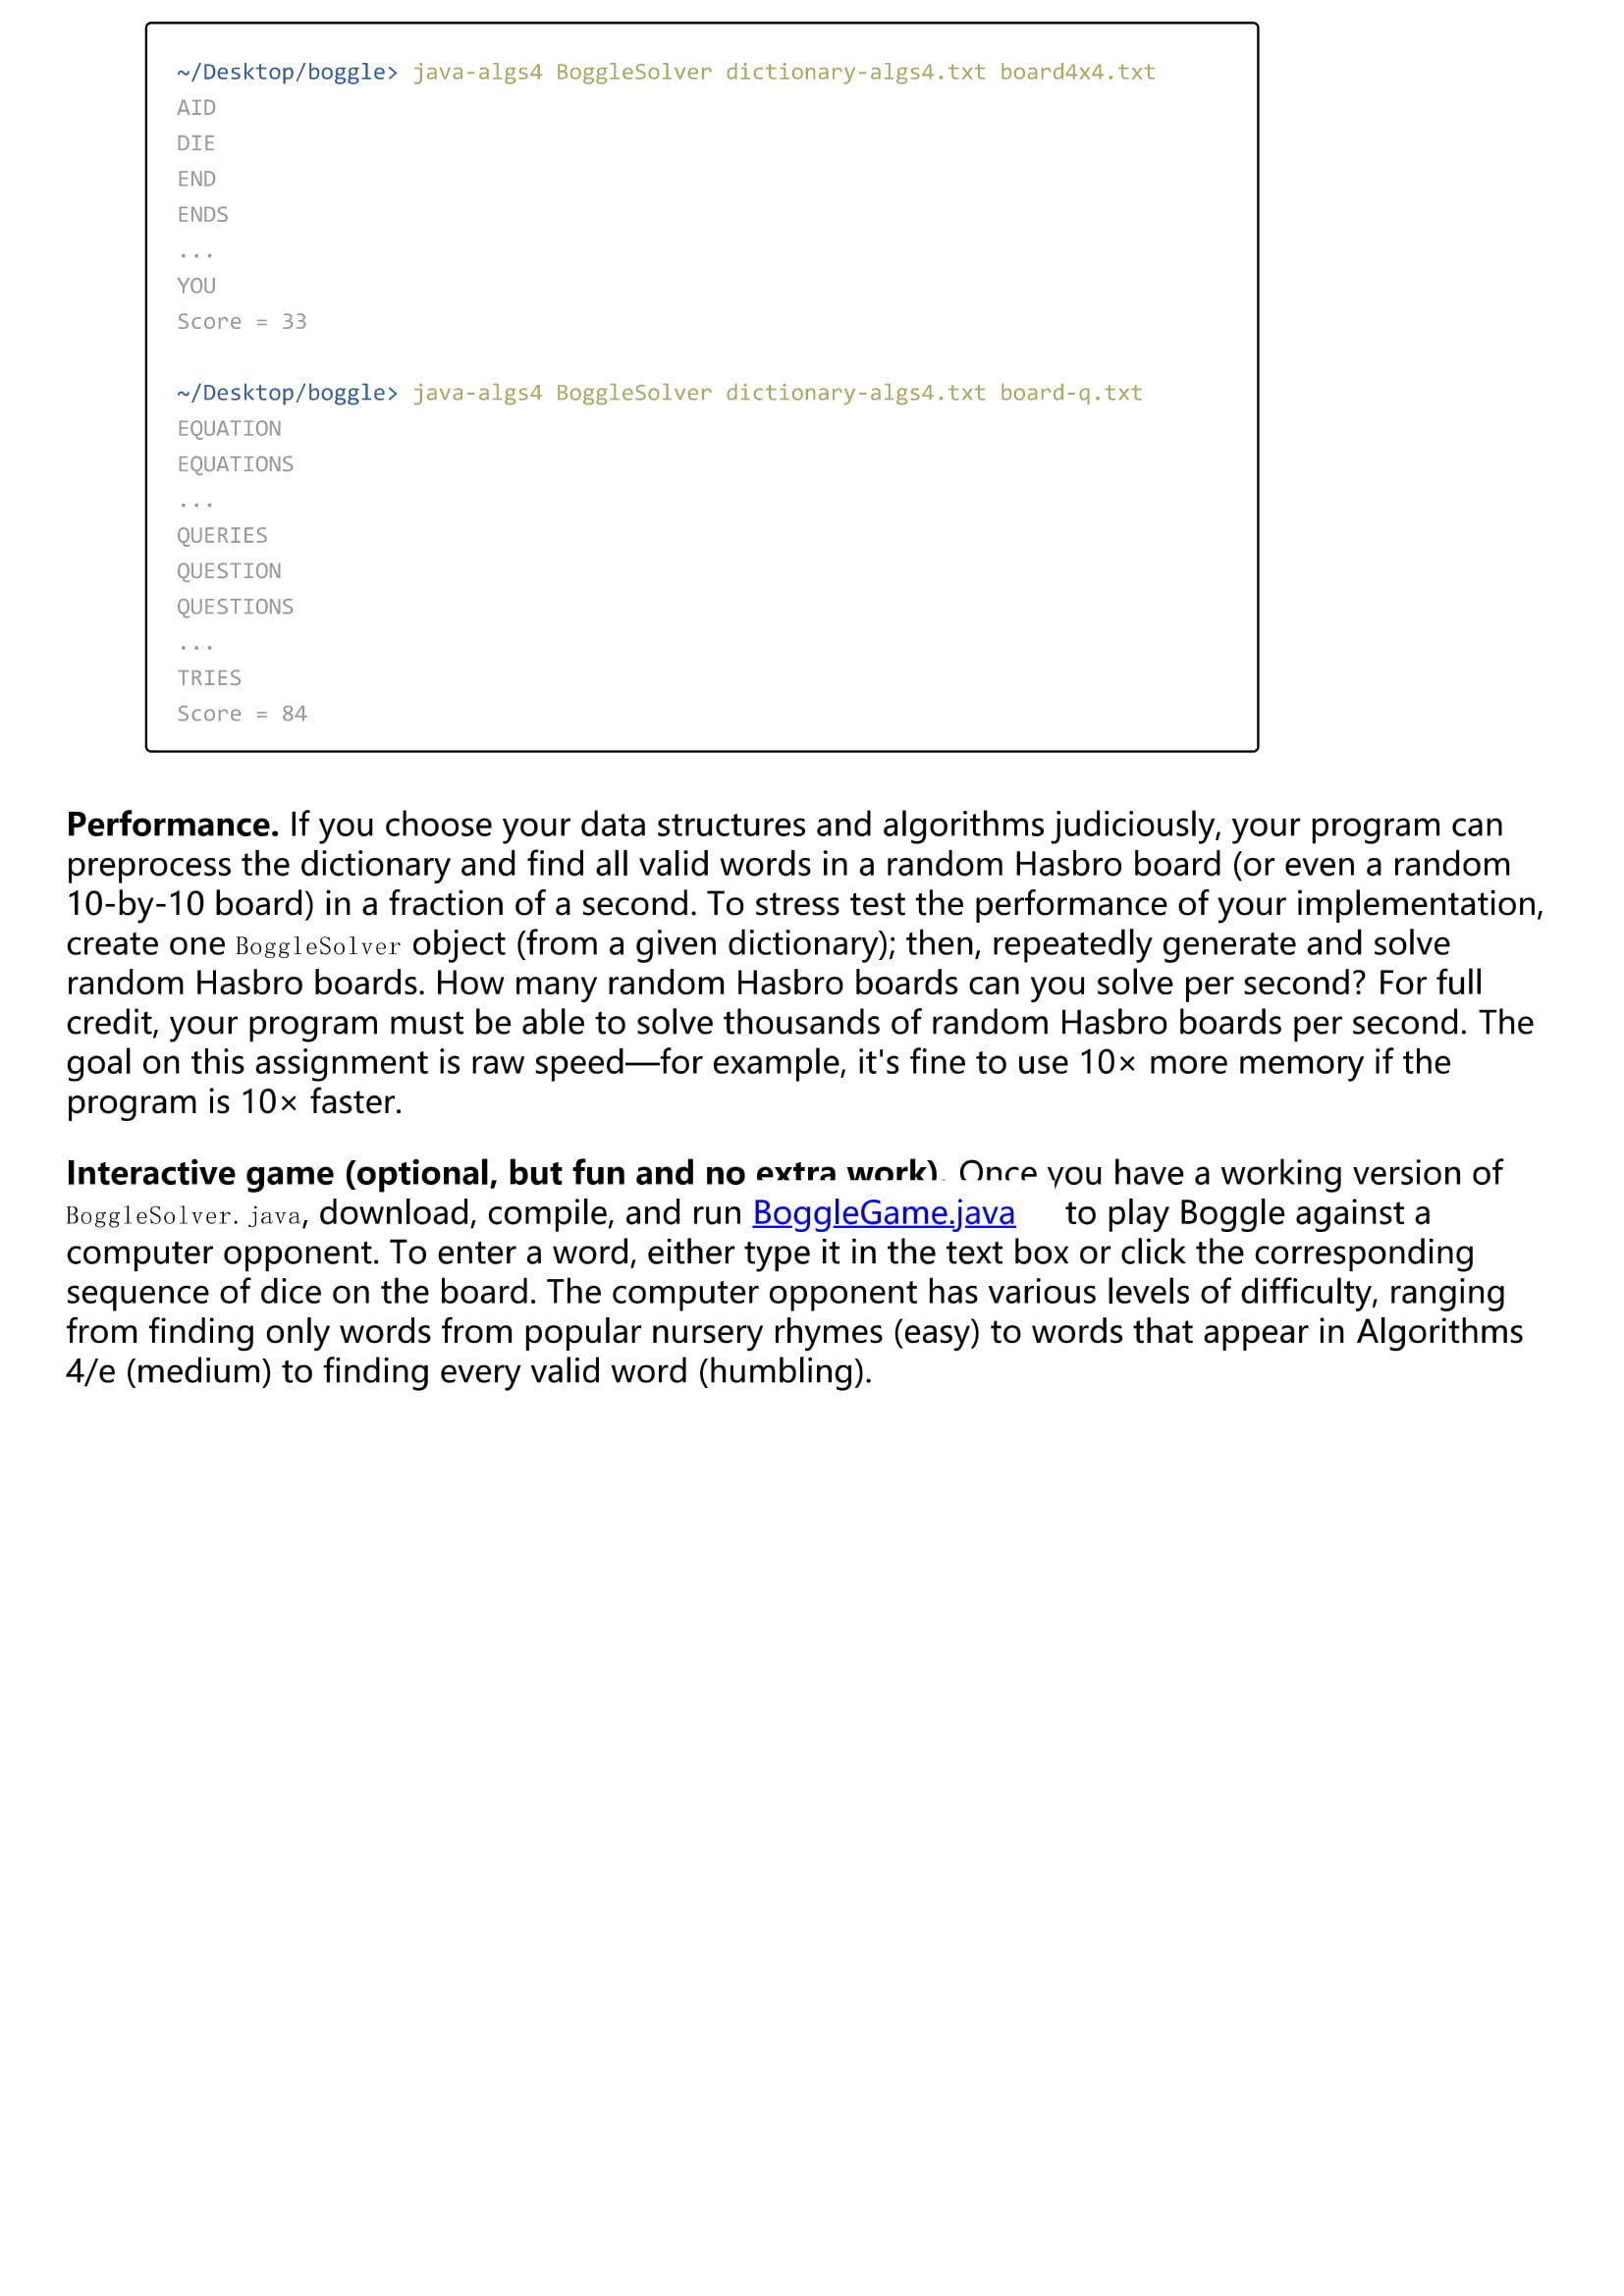 ~/Desktop/boggle> java-algs4 BoggleSolver dictionary-algs4.txt board4x4.txt
AID
DIE
END
ENDS
...
YOU
Score = 33
~/Desktop/boggle> java-algs4 BoggleSolver dictionary-algs4.txt board-q.txt
EQUATION
EQUATIONS
...
QUERIES
QUESTION
QUESTIONS
...
TRIES
Score = 84
Performance. If you choose your data structures and algorithms judiciously, your program can
preprocess the dictionary and find all valid words in a random Hasbro board (or even a random
10-by-10 board) in a fraction of a second. To stress test the performance of your implementation,
create one BoggleSolver object (from a given dictionary); then, repeatedly generate and solve
random Hasbro boards. How many random Hasbro boards can you solve per second? For full
credit, your program must be able to solve thousands of random Hasbro boards per second. The
goal on this assignment is raw speed—for example, it's fine to use 10× more memory if the
program is 10× faster.
Interactive game (optional, but fun and no extra work). Once you have a working version of
BoggleSolver.java, download, compile, and run BoggleGame.java to play Boggle against a
computer opponent. To enter a word, either type it in the text box or click the corresponding
sequence of dice on the board. The computer opponent has various levels of difficulty, ranging
from finding only words from popular nursery rhymes (easy) to words that appear in Algorithms
4/e (medium) to finding every valid word (humbling).